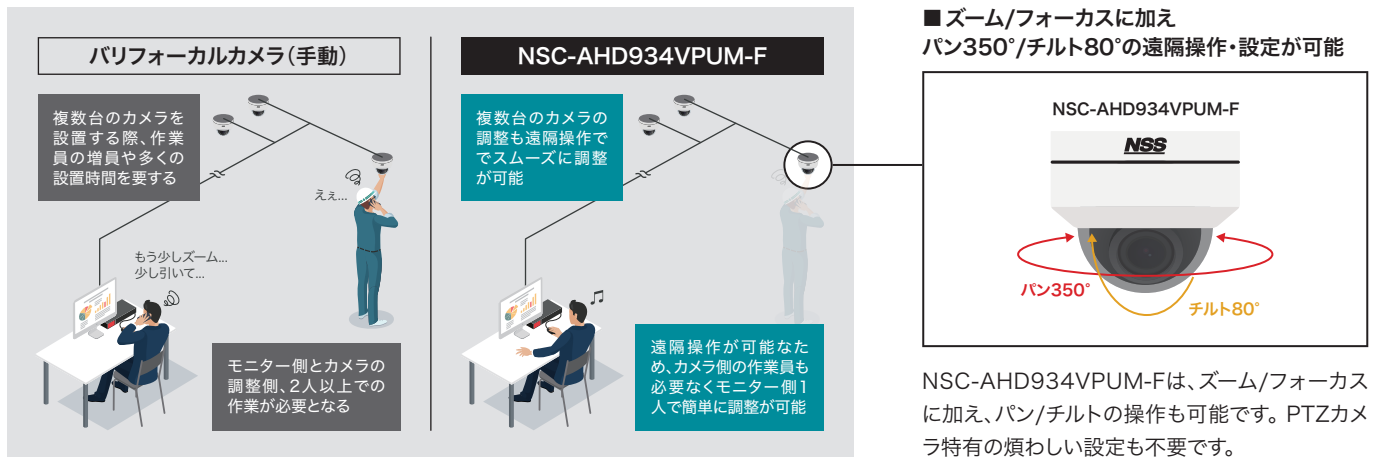 バリフォーカルカメラ(手動)
複数台のカメラを
設置する際、作業
員の増員や多くの
設置時間を要する
えぇ...
もう少しズーム...
少し引いて...
モニター側とカメラの
調整側、2人以上での
作業が必要となる
NSC-AHD934VPUM-F
複数台のカメラの
調整も遠隔操作で
でスムーズに調整
が可能
遠隔操作が可能なた
め、カメラ側の作業員も
必要なくモニター側1
人で簡単に調整が可能
■ズーム/フォーカスに加え
パン350°/チルト80°の遠隔操作・設定が可能
NSC-AHD934VPUM-F
NSS
パン350°
チルト80°
NSC-AHD934VPUM-Fは、ズーム/フォーカス
に加え、パン/チルトの操作も可能です。PTZカメ
ラ特有の煩わしい設定も不要です。